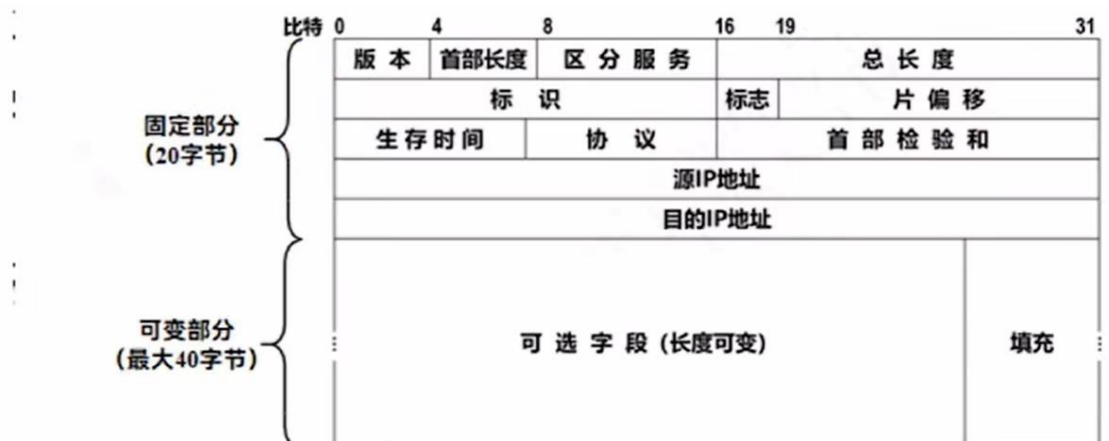 比特 0 4 8 16 19 31
版本 首部长度 区分服务 总长度
标识 标志 片偏移
固定部分
（20字节）
生存时间 协议 首部检验和
源IP地址
目的IP地址
可变部分
（最大40字节）
可选字段 (长度可变) 填充